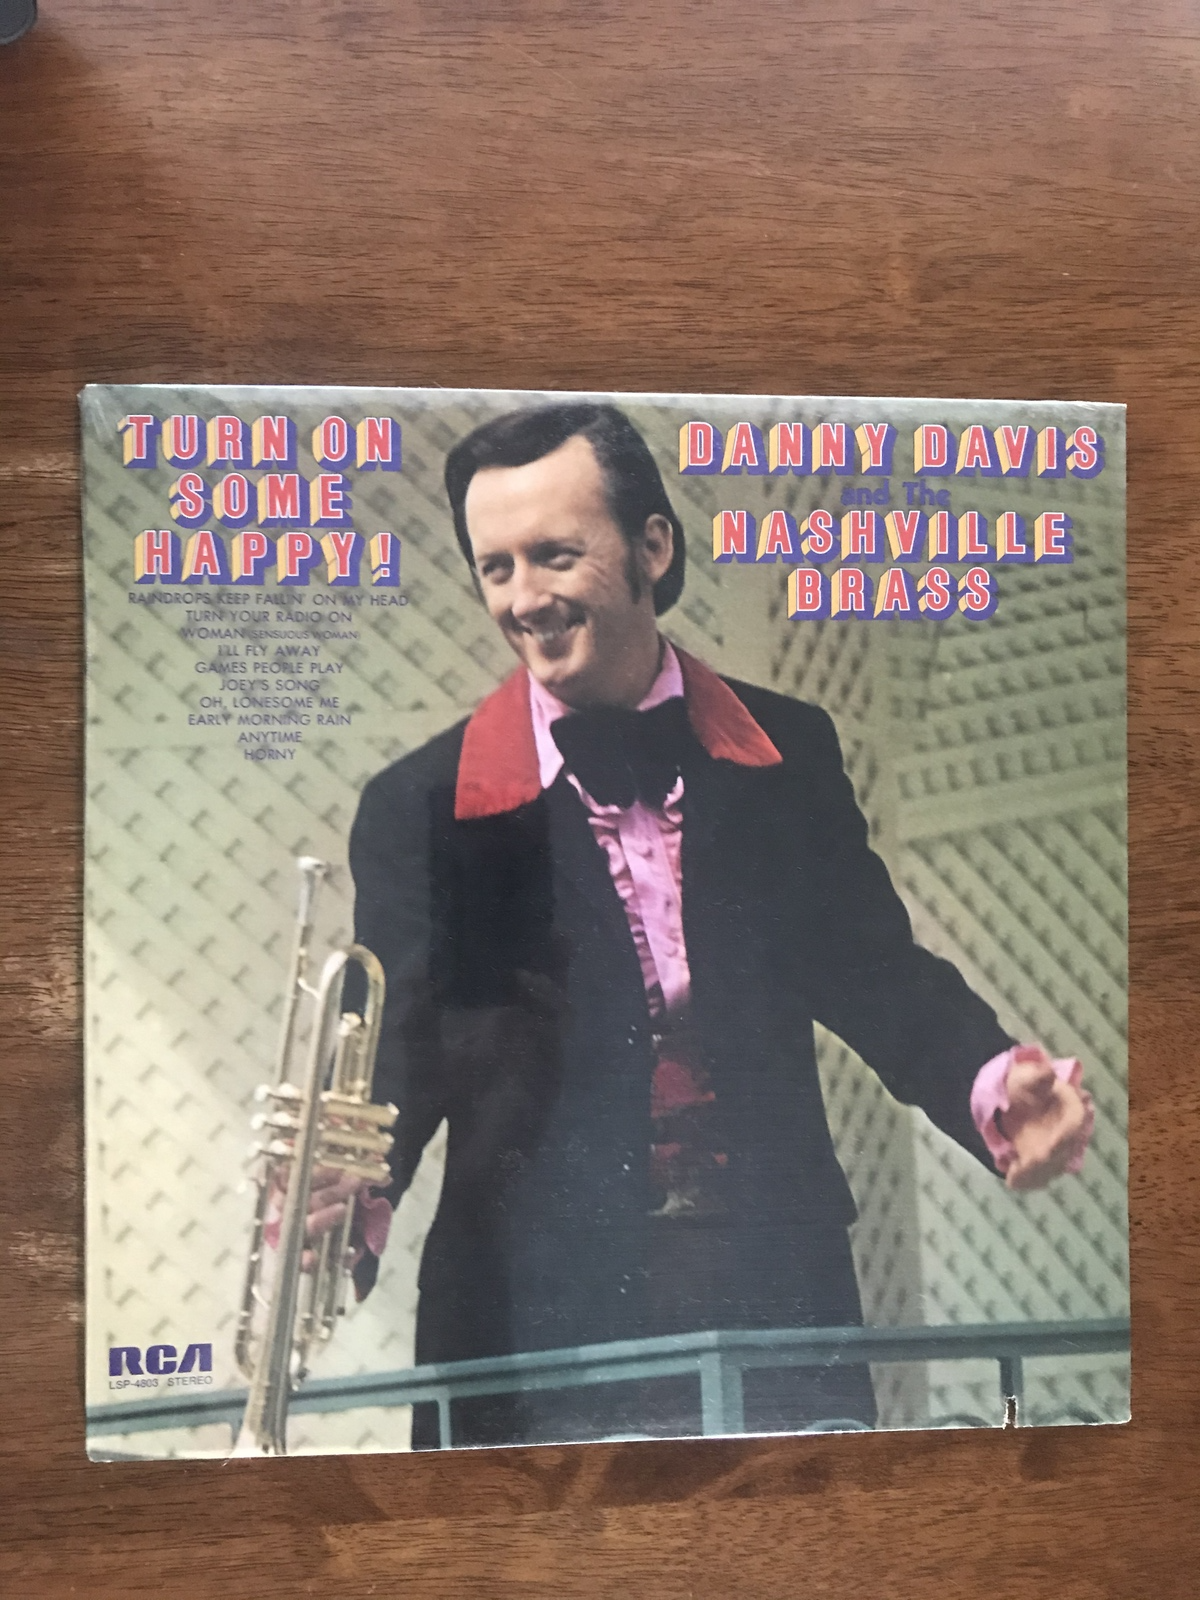 TURN ON
SOME
HAPPY!
RAINDROPS KEEP FALLIN' ON MY HEAD
TURN YOUR RADIO ON
WOMAN (SENSUOUS WOMAN)
I'LL FLY AWAY
GAMES PEOPLE PLAY
JOEY'S SONG
OH, LONESOME ME
EARLY MORNING RAIN
ANYTIME
HORNY
DANNY DAVIS
and The
NASHVILLE
BRASS
RCA
LSP-4803 STEREO